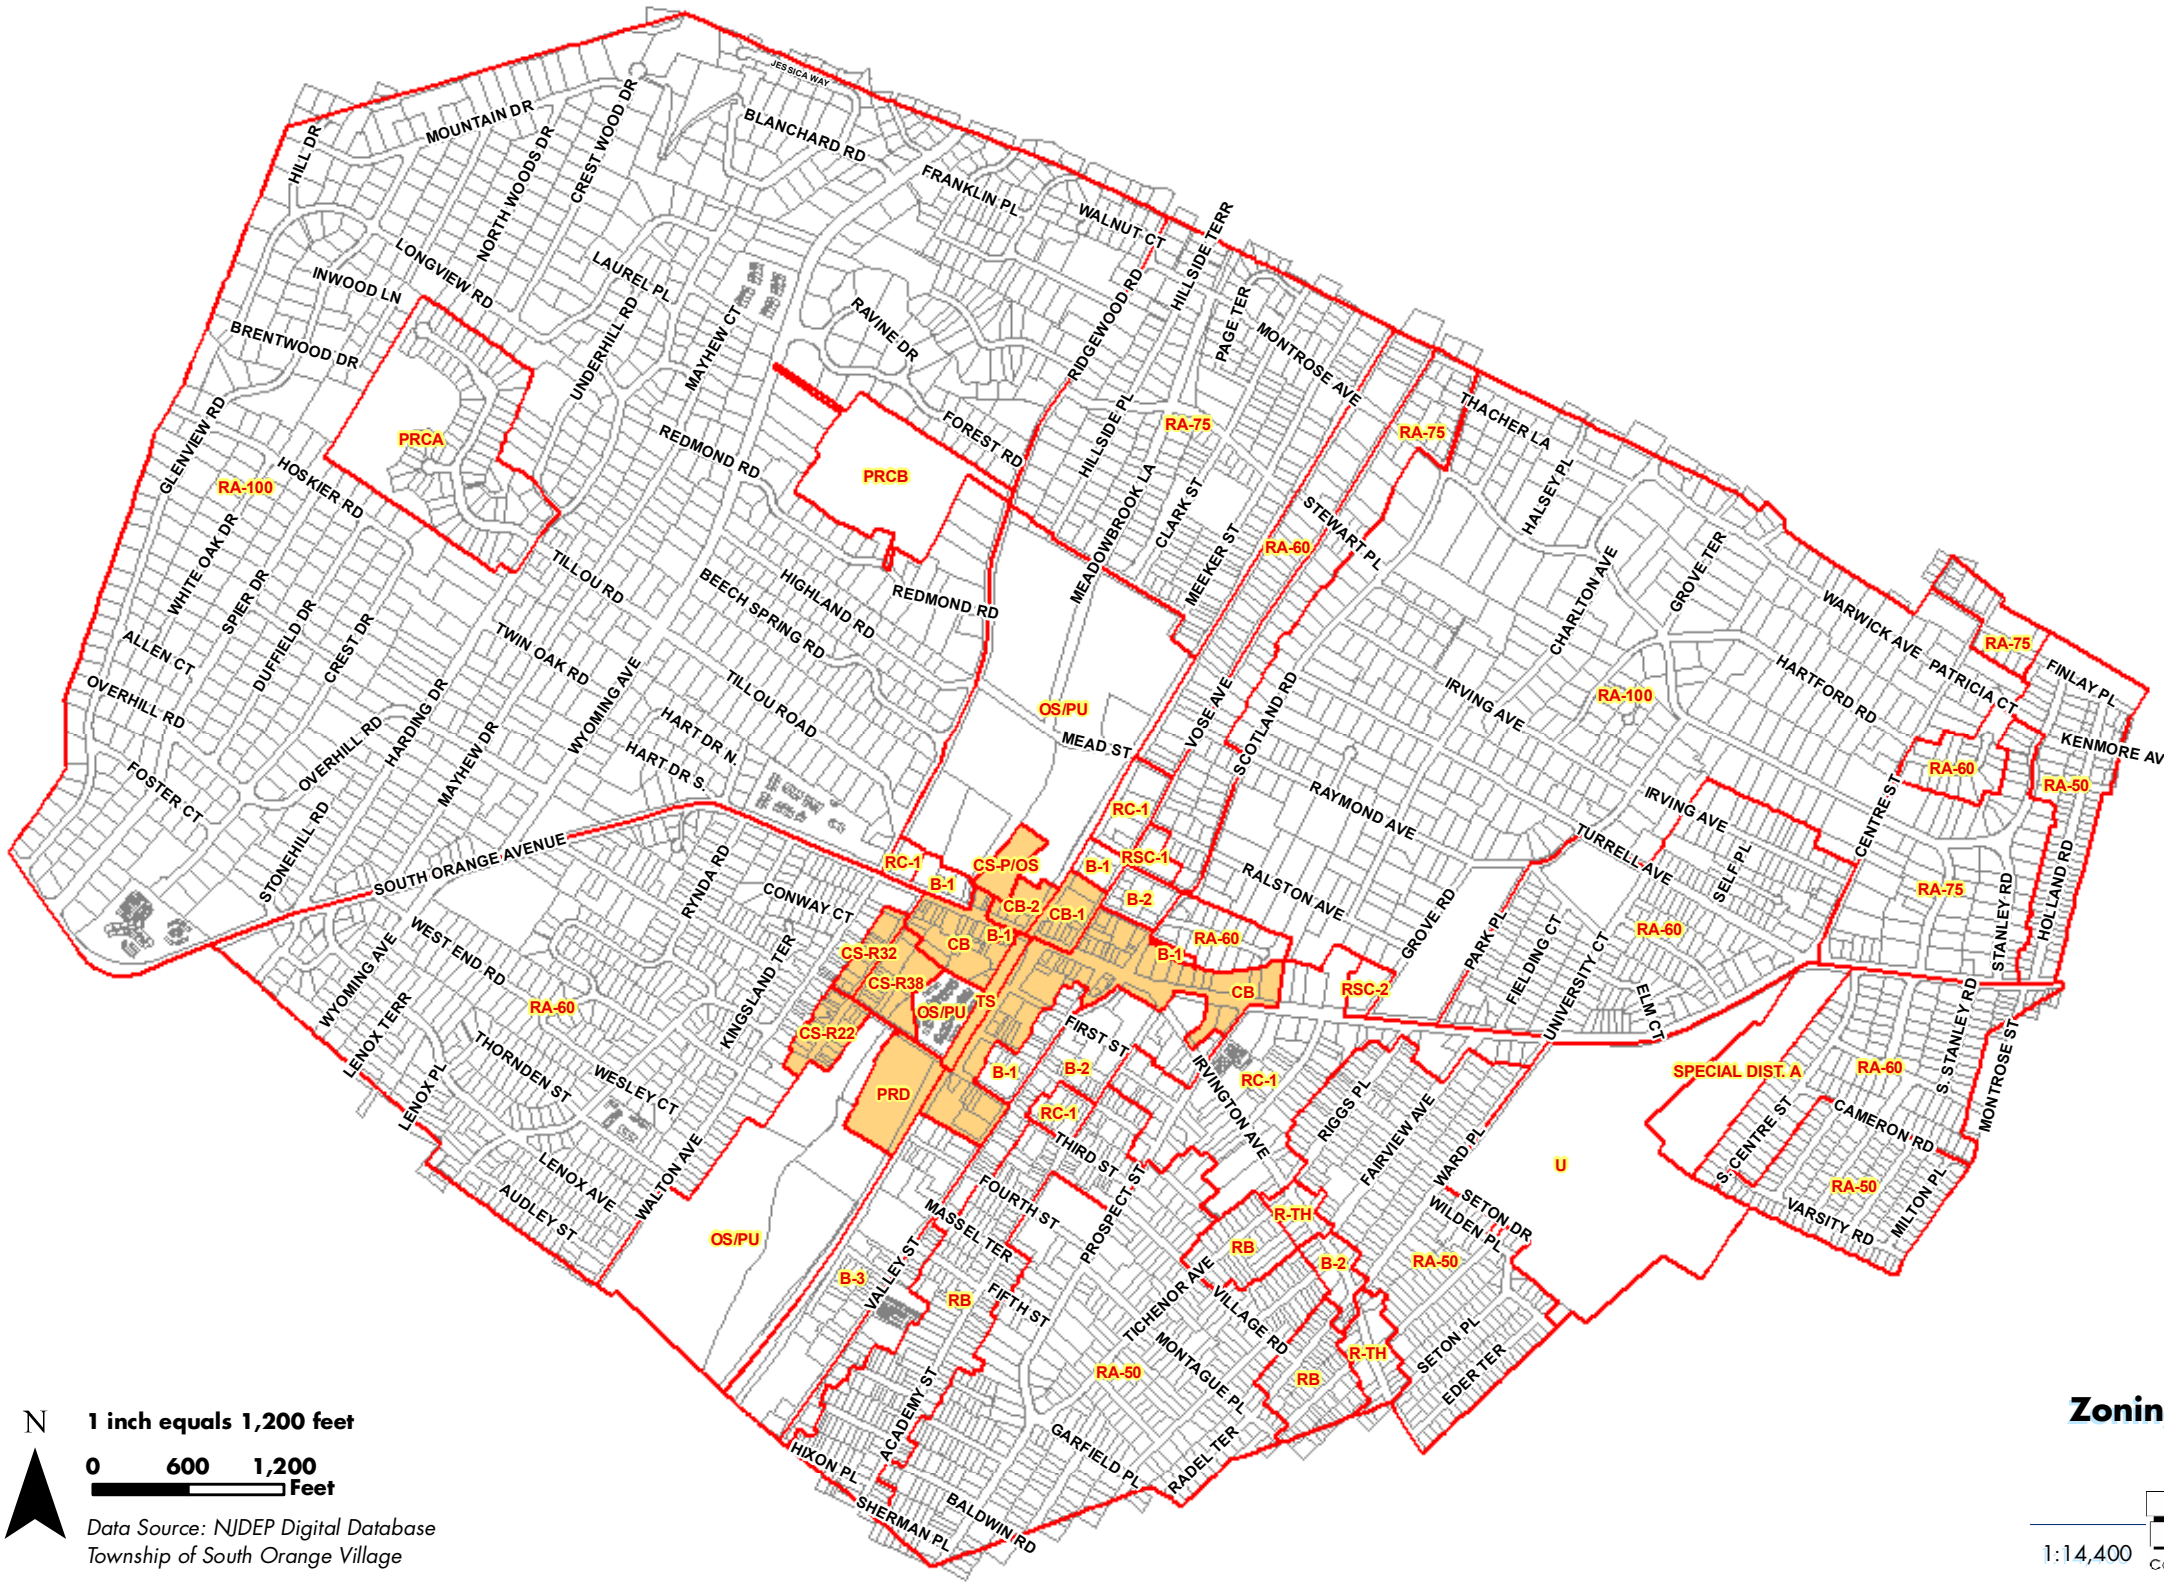 JESSICA WAY
MOUNTAIN DR
HILL DR
NORTH WOODS DR
CREST WOOD DR
BLANCHARD RD
FRANKLIN PL
WALNUT CT
HILLSIDE TERR
RIDGEWOOD RD
PAGE TER
LONGVIEW RD
INWOOD LN
LAUREL PL
BRENTWOOD DR
UNDERHILL RD
MAYHEW CT
RAVINE DR
MONTROSE AVE
HILLSIDE PL
RA-75
RA-75
THACHER LA
FOREST RD
PRCA
REDMOND RD
PRCB
GLENVIEW RD
RA-100
HOSKIER RD
MEADOWBROOK LA
CLARK ST
HALSEY PL
STEWART PL
RA-60
MEEKER ST
WHITE OAK DR
SPIER DR
DUFFIELD DR
CREST DR
ALLEN CT
OVERHILL RD
TILLOU RD
BEECH SPRING RD
HIGHLAND RD
REDMOND RD
CHARLTON AVE
GROVE TER
WARWICK AVE
RA-75
FINLAY PL
PATRICIA CT
HARTFORD RD
TWIN OAK RD
TILLOU ROAD
WYOMING AVE
HARDING DR
OVERHILL RD
MAYHEW DR
HART DR N.
HART DR S.
OS/PU
MEAD ST
VOSE AVE
SCOTLAND RD
IRVING AVE
RA-100
KENMORE AV
RA-60
RA-50
FOSTER CT
STONEHILL RD
SOUTH ORANGE AVENUE
RYNDA RD
CONWAY CT
RC-1
B-1
CS-P/OS
CB-2
CB-1
B-1
RC-1
RSC-1
B-2
RAYMOND AVE
RALSTON AVE
IRVING AVE
TURRELL AVE
SELF PL
CENTRE ST
RA-75
STANLEY RD
HOLLAND RD
WEST END RD
WYOMING AVE
LENOX TERR
RA-60
KINGSLAND TER
CS-R32
CS-R38
CS-R22
CB
B-1
TS
OS/PU
RA-60
B-1
CB
RSC-2
GROVE RD
PARK PL
FIELDING CT
UNIVERSITY CT
RA-60
ELM CT
LENOX PL
THORNDEN ST
WESLEY CT
PRD
B-1
FIRST ST
B-2
RC-1
RC-1
IRVINGTON AVE
RIGGS PL
FAIRVIEW AVE
WARD PL
SPECIAL DIST. A
RA-60
S. STANLEY RD
MONTROSE ST
CAMERON RD
S. CENTRE ST
RA-50
VARSITY RD
MILTON PL
U
LENOX AVE
AUDLEY ST
WALTON AVE
OS/PU
THIRD ST
FOURTH ST
MASSEL TER
PROSPECT ST
R-TH
RB
B-2
SETON DR
WILDEN PL
RA-50
B-3
VALLEY ST
RB
FIFTH ST
TICHENOR AVE
VILLAGE RD
MONTAGUE PL
RA-50
R-TH
RB
SETON PL
EDER TER
ACADEMY ST
HIXON PL
SHERMAN PL
BALDWIN RD
GARFIELD PL
RADEL TER
N
1 inch equals 1,200 feet
0 600 1,200
Feet
Data Source: NJDEP Digital Database
Township of South Orange Village
Zonin
1:14,400